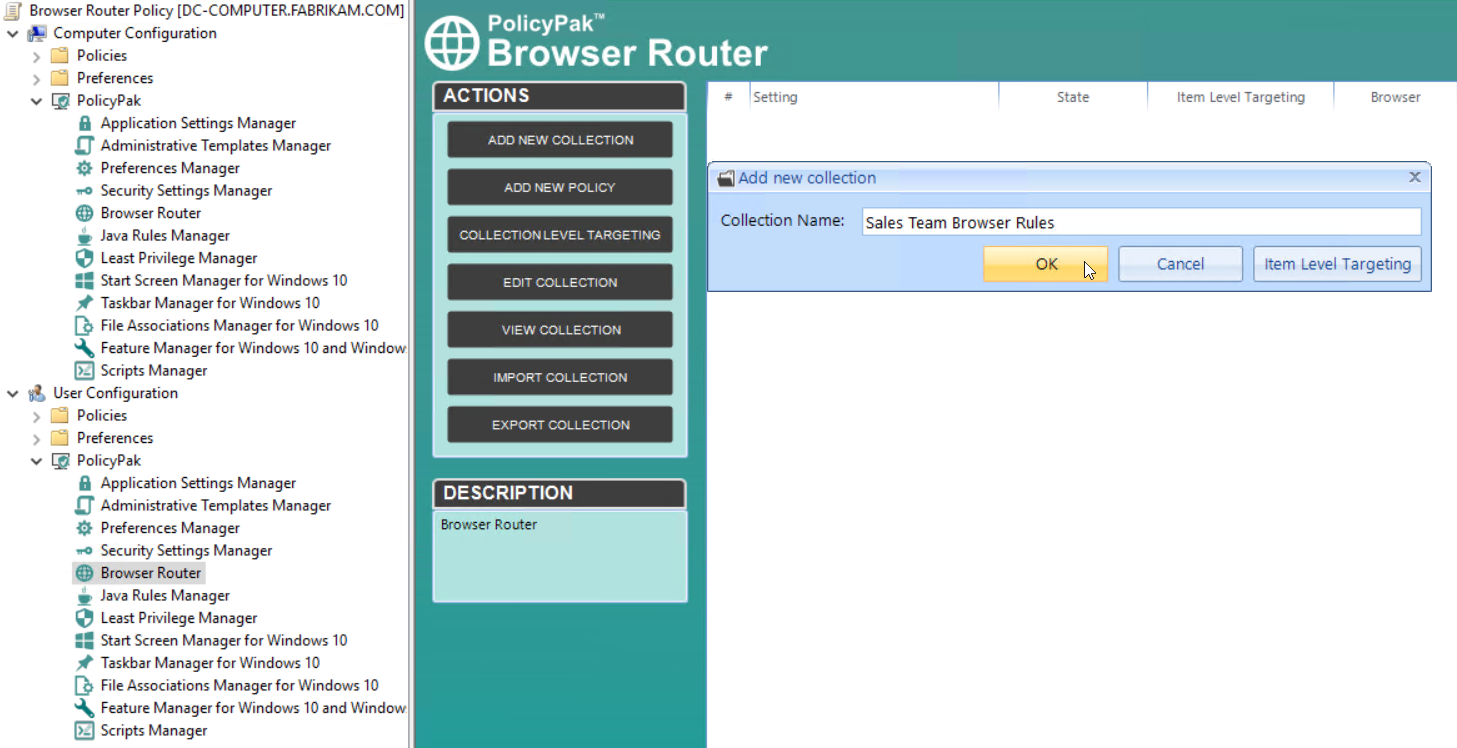 Browser Router Policy [DC-COMPUTER.FABRIKAM.COM]
Computer Configuration
Policies
Preferences
PolicyPak
Application Settings Manager
Administrative Templates Manager
Preferences Manager
Security Settings Manager
Browser Router
Java Rules Manager
Least Privilege Manager
Start Screen Manager for Windows 10
Taskbar Manager for Windows 10
File Associations Manager for Windows 10
Feature Manager for Windows 10 and Window
Scripts Manager
User Configuration
Policies
Preferences
PolicyPak
Application Settings Manager
Administrative Templates Manager
Preferences Manager
Security Settings Manager
Browser Router
Java Rules Manager
Least Privilege Manager
Start Screen Manager for Windows 10
Taskbar Manager for Windows 10
File Associations Manager for Windows 10
Feature Manager for Windows 10 and Window
Scripts Manager
PolicyPak™
Browser Router
ACTIONS
ADD NEW COLLECTION
ADD NEW POLICY
COLLECTION LEVEL TARGETING
EDIT COLLECTION
VIEW COLLECTION
IMPORT COLLECTION
EXPORT COLLECTION
DESCRIPTION
Browser Router
# Setting State Item Level Targeting Browser
Add new collection x
Collection Name: Sales Team Browser Rules
OK Cancel Item Level Targeting